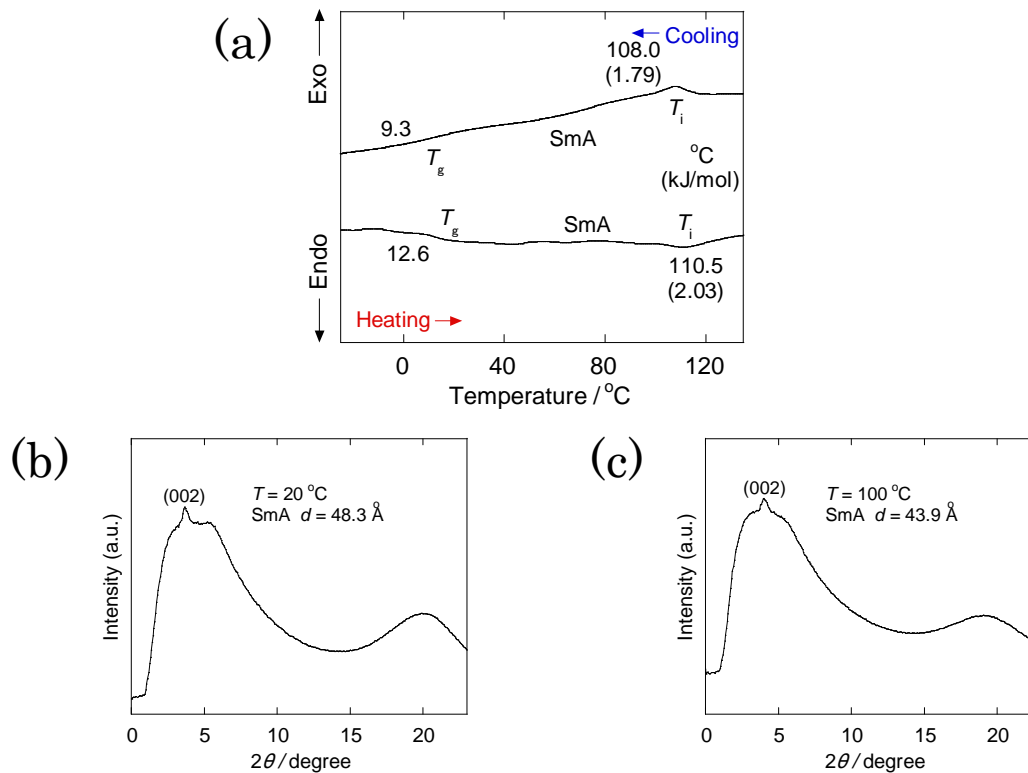 (a)
Exo
Endo
← Cooling
108.0
(1.79)
9.3
Tg
SmA
Ti
°C
(kJ/mol)
Tg
SmA
Ti
12.6
110.5
(2.03)
Heating →
0 40 80 120
Temperature / °C
(b)
(002)
T = 20 °C
SmA d = 48.3 Å
Intensity (a.u.)
0 5 10 15 20
2θ / degree
(c)
(002)
T = 100 °C
SmA d = 43.9 Å
Intensity (a.u.)
0 5 10 15 20
2θ / degree